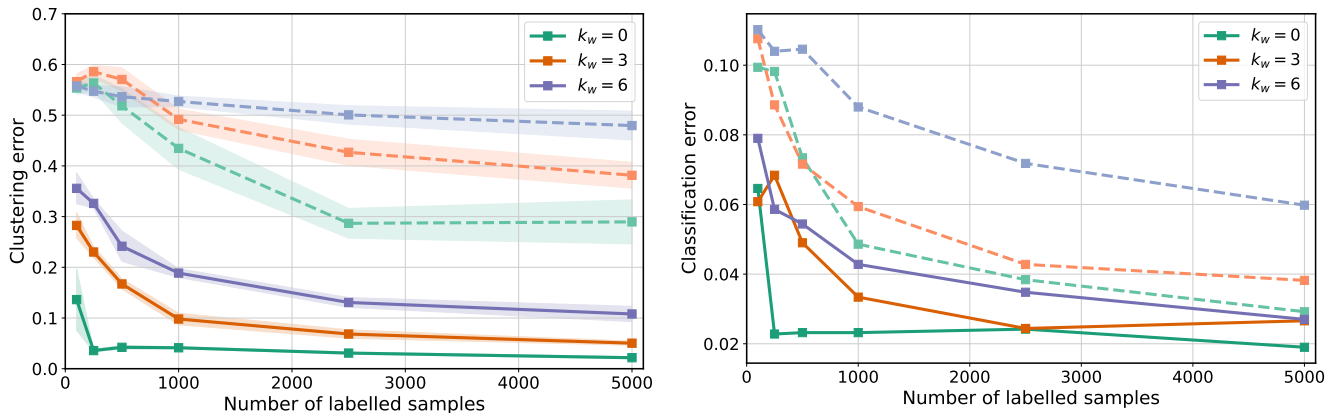 0.7
0.6
0.5
0.4
0.3
0.2
0.1
0.0
Clustering error
0 1000 2000 3000 4000 5000
Number of labelled samples
k_w = 0
k_w = 3
k_w = 6
0.10
0.08
0.06
0.04
0.02
Classification error
0 1000 2000 3000 4000 5000
Number of labelled samples
k_w = 0
k_w = 3
k_w = 6